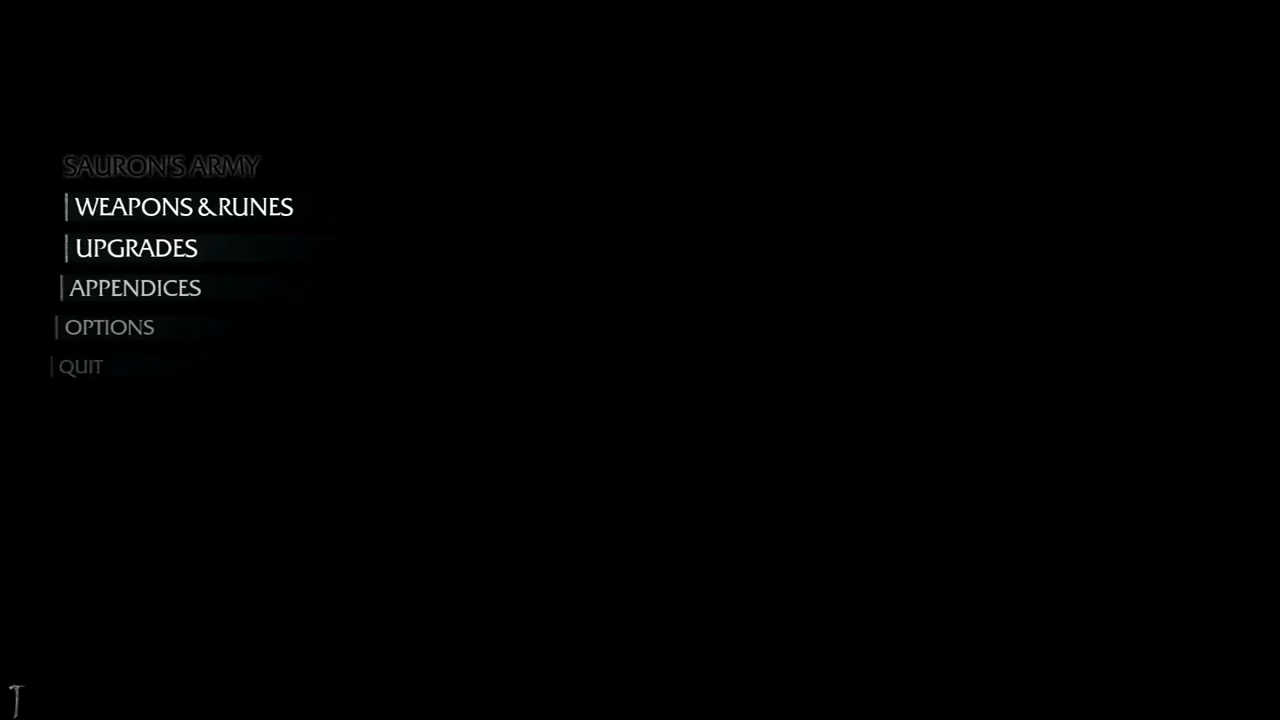 SAURON'S ARMY
WEAPONS & RUNES
UPGRADES
APPENDICES
OPTIONS
QUIT